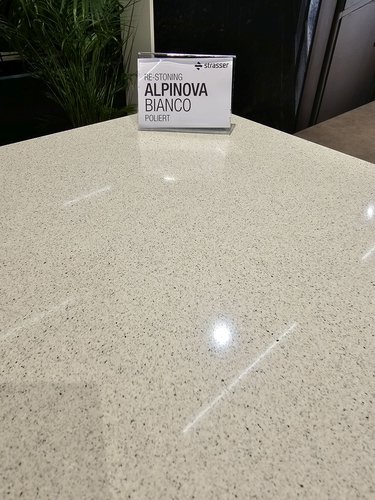 strasser
RE-STONING
ALPINOVA
BIANCO
POLIERT